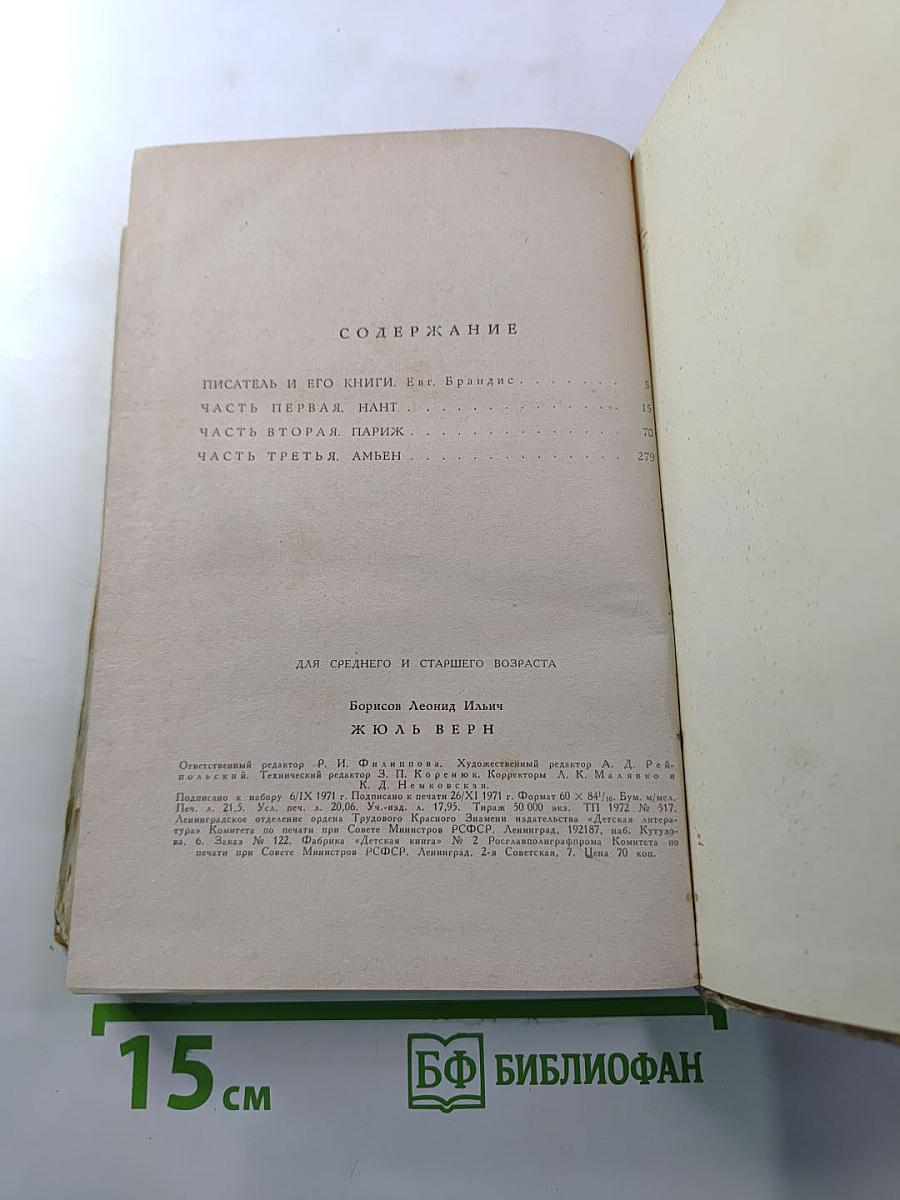 СОДЕРЖАНИЕ
ПИСАТЕЛЬ И ЕГО КНИГИ. Евг. Брандис . . . . . . . 5
ЧАСТЬ ПЕРВАЯ. НАНТ . . . . . . . . . . . . . . 15
ЧАСТЬ ВТОРАЯ. ПАРИЖ . . . . . . . . . . . . . . 70
ЧАСТЬ ТРЕТЬЯ. АМЬЕН . . . . . . . . . . . . . . 279
ДЛЯ СРЕДНЕГО И СТАРШЕГО ВОЗРАСТА
Борисов Леонид Ильич
ЖЮЛЬ ВЕРН
Ответственный редактор Р. И. Филиппова. Художественный редактор А. Д. Рей-
польский. Технический редактор З. П. Коренюк. Корректоры Л. К. Малявко и
К. Д. Немковская.
Подписано к набору 6/IX 1971 г. Подписано к печати 26/XI 1971 г. Формат 60 × 84¹/₁₆. Бум. м/мел.
Печ. л. 21,5. Усл. печ. л. 20,06. Уч.-изд. л. 17,95. Тираж 50 000 экз. ТП 1972 № 517.
Ленинградское отделение ордена Трудового Красного Знамени издательства «Детская литера-
тура» Комитета по печати при Совете Министров РСФСР. Ленинград, 192187, наб. Кутузо-
ва, 6. Заказ № 122. Фабрика «Детская книга» № 2 Росглавполиграфпрома Комитета по
печати при Совете Министров РСФСР. Ленинград, 2-я Советская, 7. Цена 70 коп.
15 см
БФ БИБЛИОФАН